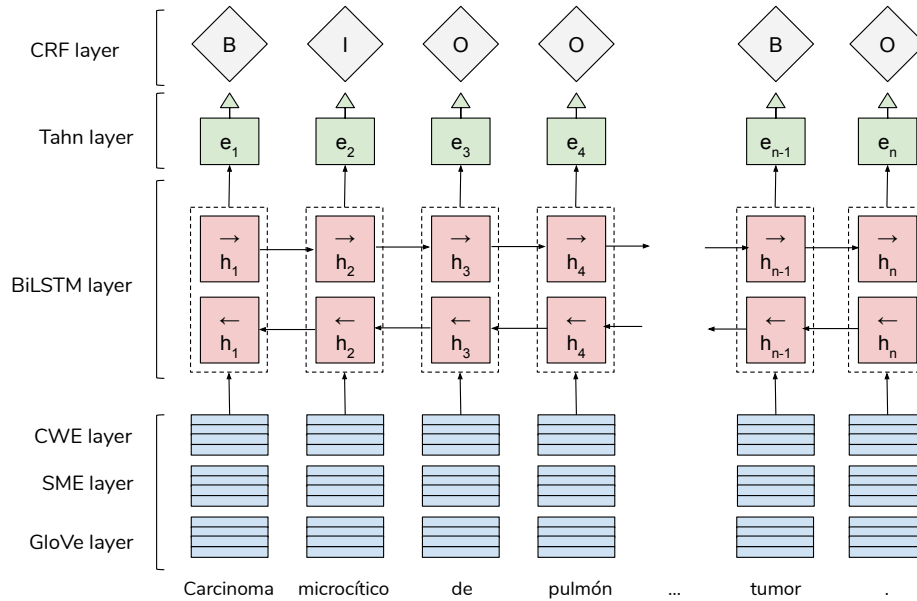 CRF layer B I O O B O
Tahn layer e1 e2 e3 e4 en-1 en
→ → → → → →
h1 h2 h3 h4 hn-1 hn
BiLSTM layer
← ← ← ← ← ←
h1 h2 h3 h4 hn-1 hn
CWE layer
SME layer
GloVe layer
Carcinoma microcítico de pulmón ... tumor .